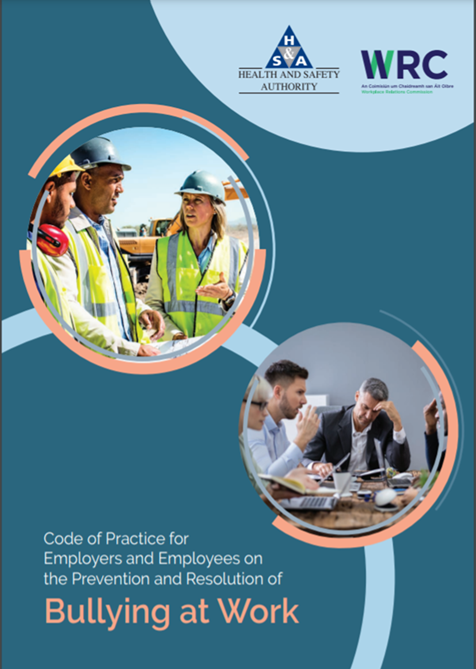 H
&
S A
HEALTH AND SAFETY
AUTHORITY
WRC
An Coimisiún um Chaidreamh san Áit Oibre
Workplace Relations Commission
Code of Practice for
Employers and Employees on
the Prevention and Resolution of
Bullying at Work